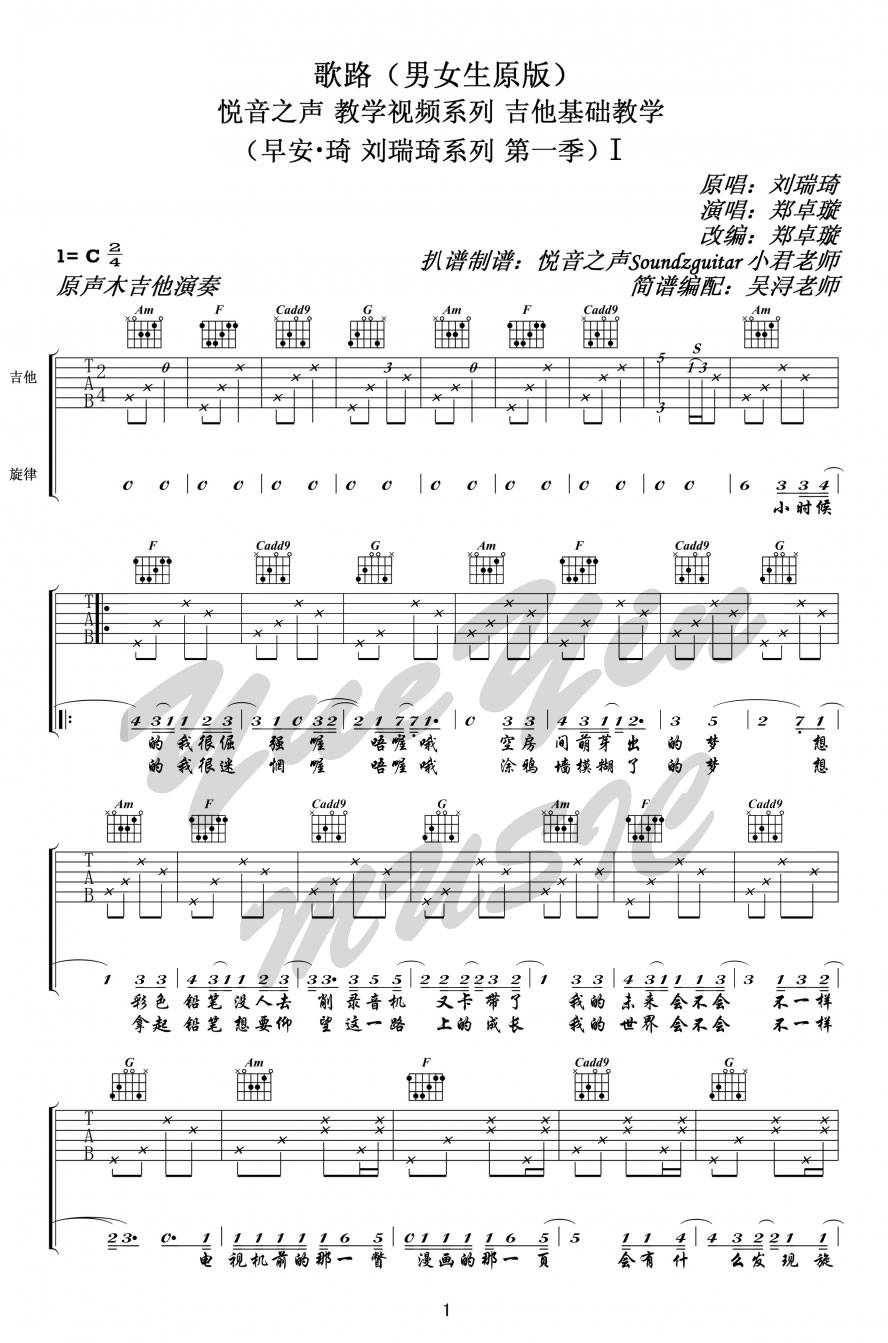 歌路（男女生原版）
悦音之声 教学视频系列 吉他基础教学
（早安•琦 刘瑞琦系列 第一季）I
原唱：刘瑞琦
演唱：郑卓璇
改编：郑卓璇
1= C 2/4
扒谱制谱：悦音之声Soundzguitar 小君老师
原声木吉他演奏
简谱编配：吴浔老师
Am F Cadd9 G Am F Cadd9 Am
吉他
T A B 2 4 0 3 0 5 3 S 1 3
旋律
0 0 | 0 0 | 0 0 | 0 0 | 0 0 | 0 0 | 0 0 | 0 0 | 6 3 3 4
小时候
F Cadd9 G Am F Cadd9 G
T A B
4 3 1 1 2 3 | 3 1 0 3 2 | 2 1 7 7 1• | 0 3 3 | 4 3 1 1 2• | 3 5 | 2 7 1
的我很倔 强喔 唔喔哦 空房 间萌芽出 的梦 想
的我很迷 惘喔 唔喔哦 涂鸦 墙模糊了 的梦 想
YueYin
MUSIC
Am F Cadd9 G Am F Cadd9
T A B
1 3 3 | 4 3 1 1 2 3 | 3 3• 3 5 5 | 2 2 2 2 2 | 1 3 3 | 4 3 1 1 1 3 | 3 1 3 2
彩色 铅笔没人去 削录音机 又卡带了 我的 未来会不会 不一样
拿起 铅笔想要仰 望这一路 上的成长 我的 世界会不会 不一样
G Am F Cadd9 G
T A B
2 3• 0• 1 | 1 1 1 1 1 6 5 | 0 1 1 1 1 6 5 | 5 1 1 4 | 5 5 1 1 5
电 视机前的那一瞥 漫画的那一页 会有什 么发现旋
1